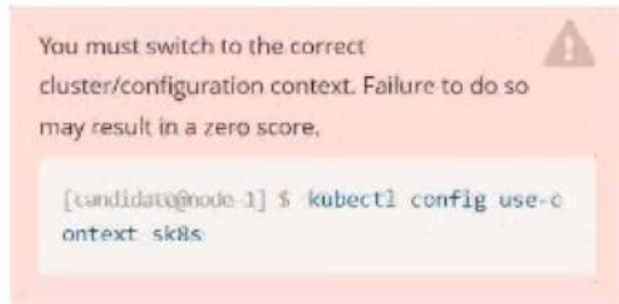 You must switch to the correct
cluster/configuration context. Failure to do so
may result in a zero score.
[candidate@node-1] $ kubectl config use-c
ontext sk8s